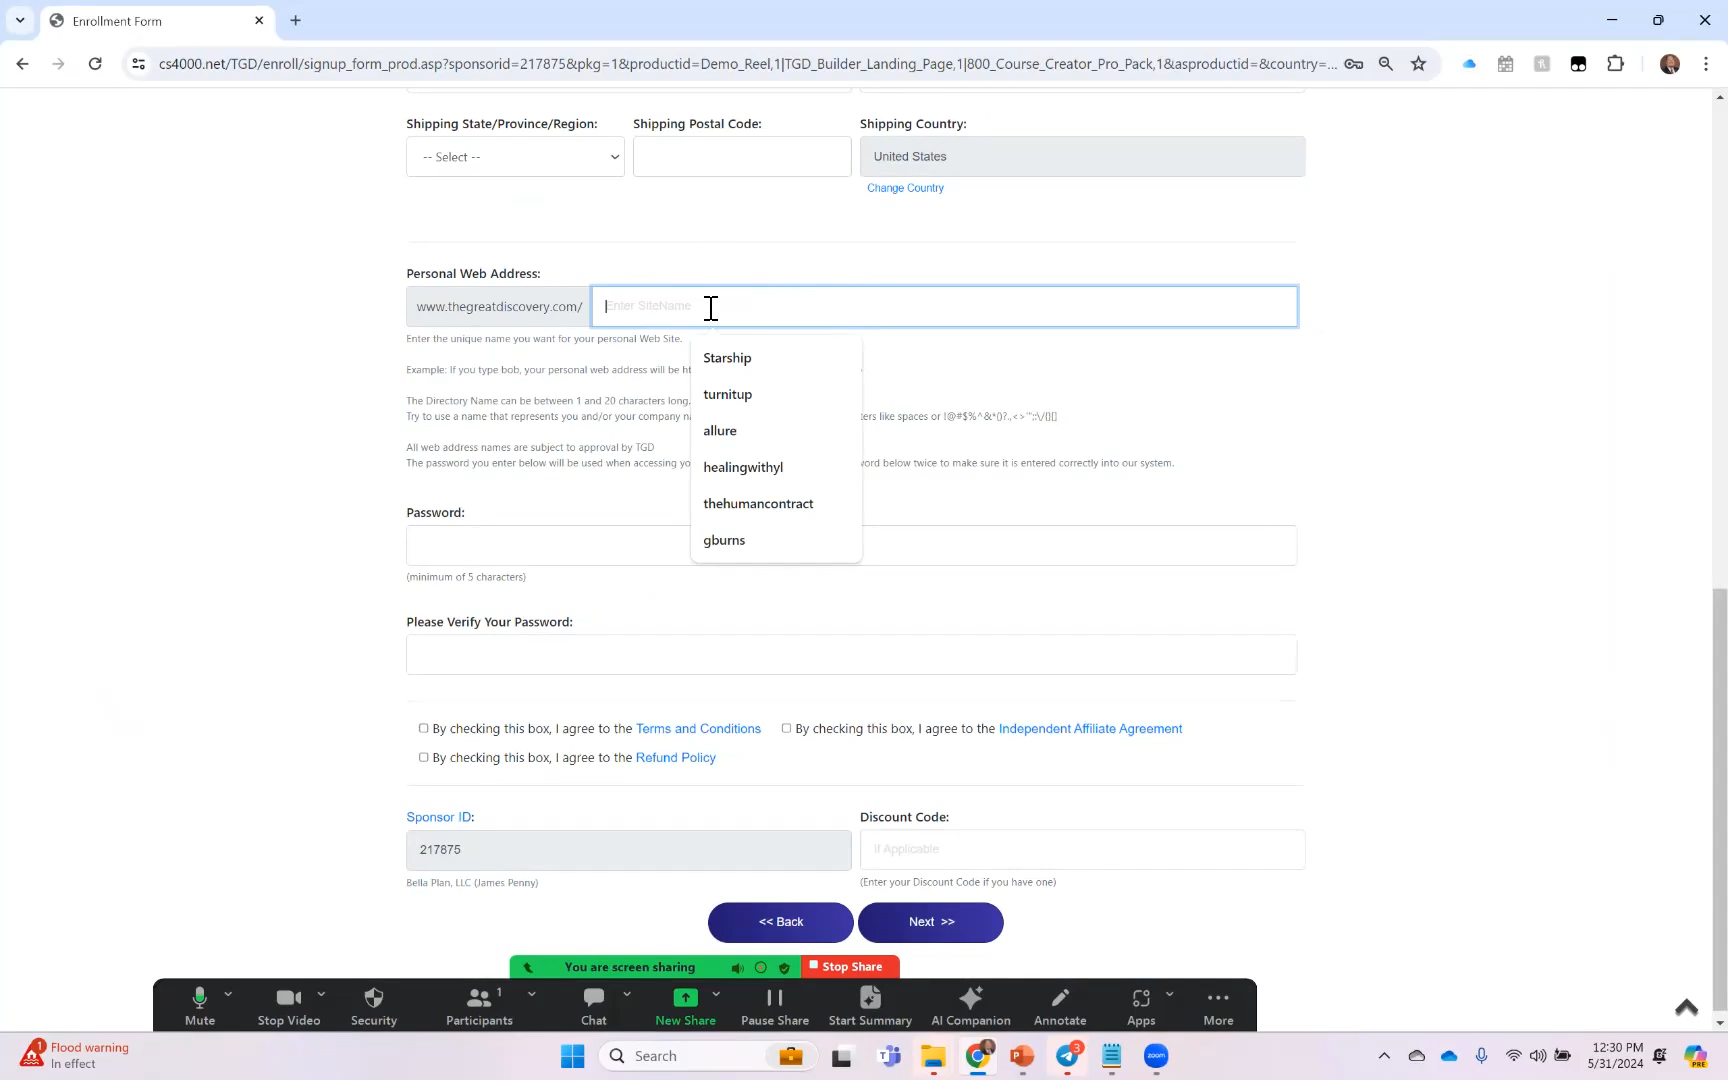 Enrollment Form
cs4000.net/TGD/enroll/signup_form_prod.asp?sponsorid=217875&pkg=1&productid=Demo_Reel,1|TGD_Builder_Landing_Page,1|800_Course_Creator_Pro_Pack,1&asproductid=&country=...
Shipping State/Province/Region: Shipping Postal Code: Shipping Country:
-- Select -- United States
Change Country
Personal Web Address:
www.thegreatdiscovery.com/ Enter SiteName
Enter the unique name you want for your personal Web Site.
Starship
Example: If you type bob, your personal web address will be
turnitup
The Directory Name can be between 1 and 20 characters long,
Try to use a name that represents you and/or your company like spaces or
allure
All web address names are subject to approval by TGD
The password you enter below will be used when accessing below twice to make sure it is entered correctly into our system.
healingwithyl
thehumancontract
Password:
gburns
(minimum of 5 characters)
Please Verify Your Password:
By checking this box, I agree to the Terms and Conditions By checking this box, I agree to the Independent Affiliate Agreement
By checking this box, I agree to the Refund Policy
Sponsor ID: Discount Code:
217875 If Applicable
Bella Plan, LLC (James Penny) (Enter your Discount Code if you have one)
<< Back Next >>
You are screen sharing Stop Share
1
Mute Stop Video Security Participants Chat New Share Pause Share Start Summary AI Companion Annotate Apps More
1 Flood warning
In effect
Search
3
zoom
12:30 PM
5/31/2024
PRE